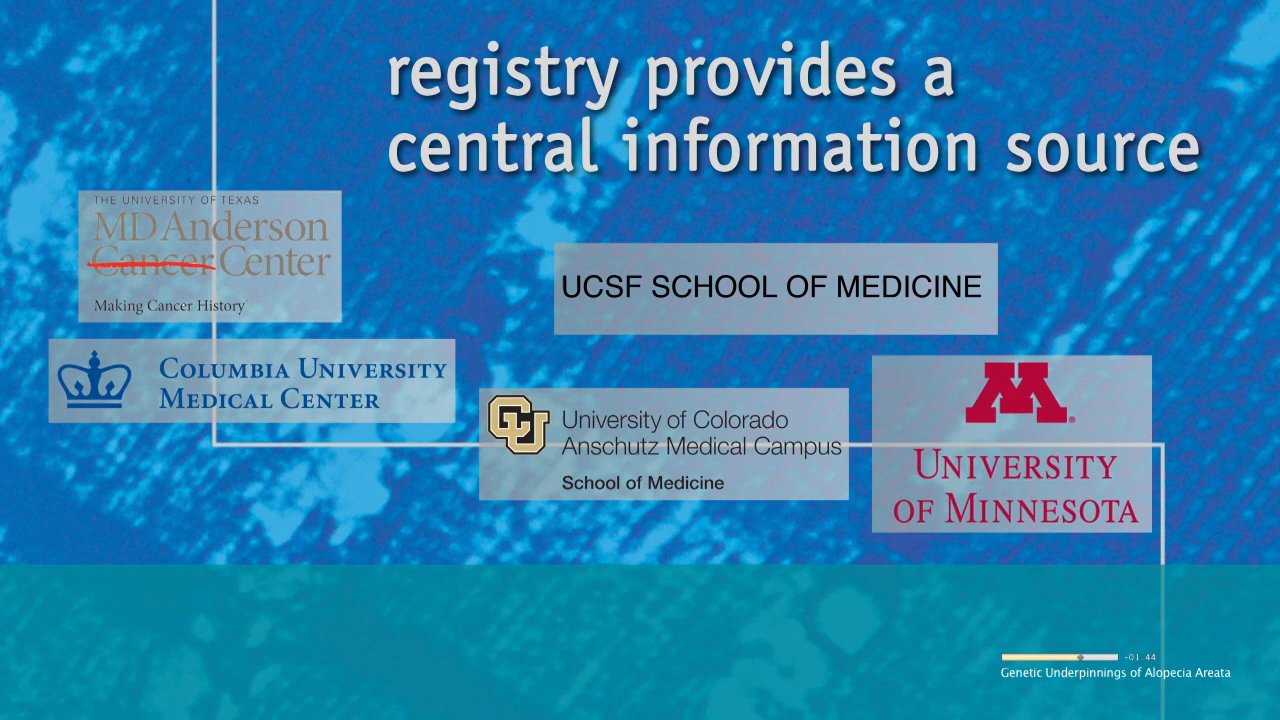 registry provides a
central information source
THE UNIVERSITY OF TEXAS
MD Anderson
Cancer Center
Making Cancer History
UCSF SCHOOL OF MEDICINE
COLUMBIA UNIVERSITY
MEDICAL CENTER
University of Colorado
Anschutz Medical Campus
School of Medicine
M®
UNIVERSITY
OF MINNESOTA
-01:44
Genetic Underpinnings of Alopecia Areata